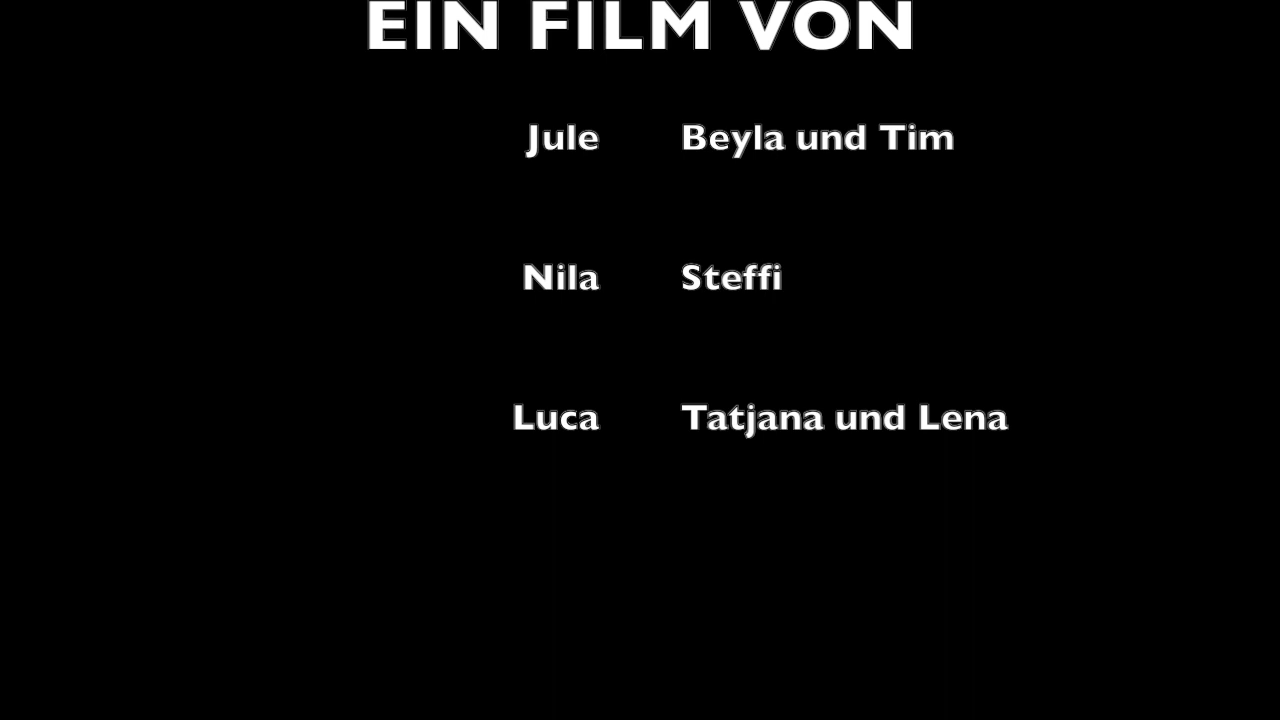 EIN FILM VON
Jule Beyla und Tim
Nila Steffi
Luca Tatjana und Lena